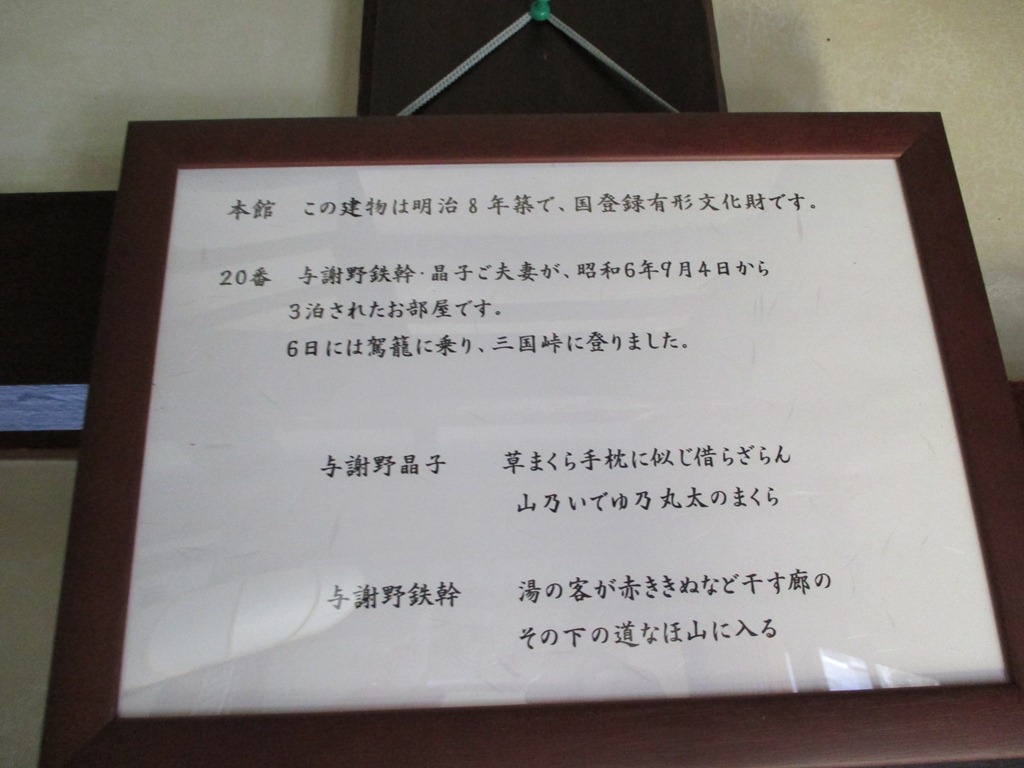 本館　この建物は明治８年築で、国登録有形文化財です。
20番　与謝野鉄幹・晶子ご夫妻が、昭和6年9月4日から
3泊されたお部屋です。
6日には駕籠に乗り、三国峠に登りました。
与謝野晶子　草まくら手枕に似じ借らざらん
山乃いでゆ乃丸太のまくら
与謝野鉄幹　湯の客が赤ききぬなど干す廊の
その下の道なほ山に入る